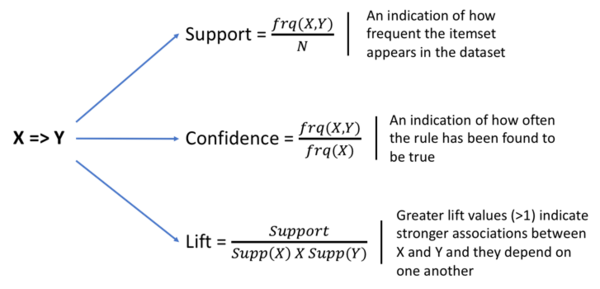 X => Y
Support = frq(X,Y) / N
An indication of how
frequent the itemset
appears in the dataset
Confidence = frq(X,Y) / frq(X)
An indication of how often
the rule has been found to
be true
Lift = Support / Supp(X) X Supp(Y)
Greater lift values (>1) indicate
stronger associations between
X and Y and they depend on
one another